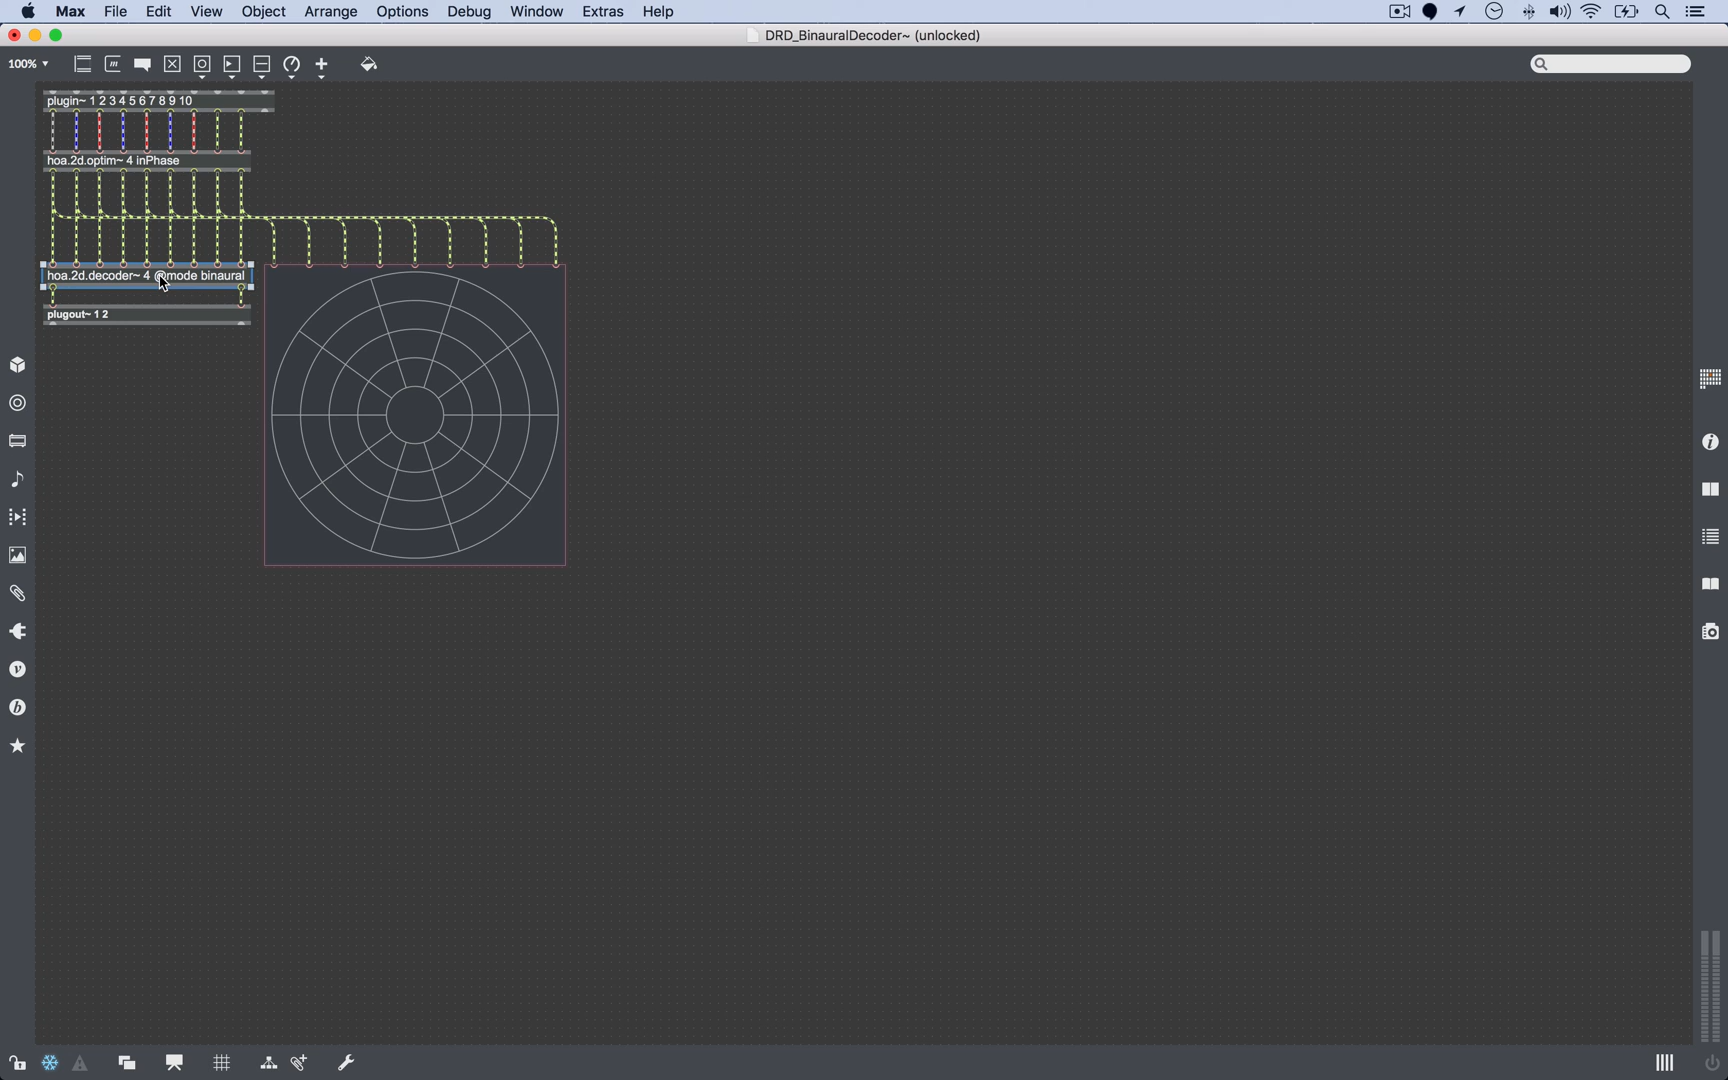 Max File Edit View Object Arrange Options Debug Window Extras Help
DRD_BinauralDecoder~ (unlocked)
100%
plugin~ 1 2 3 4 5 6 7 8 9 10
hoa.2d.optim~ 4 inPhase
hoa.2d.decoder~ 4 @mode binaural
plugout~ 1 2